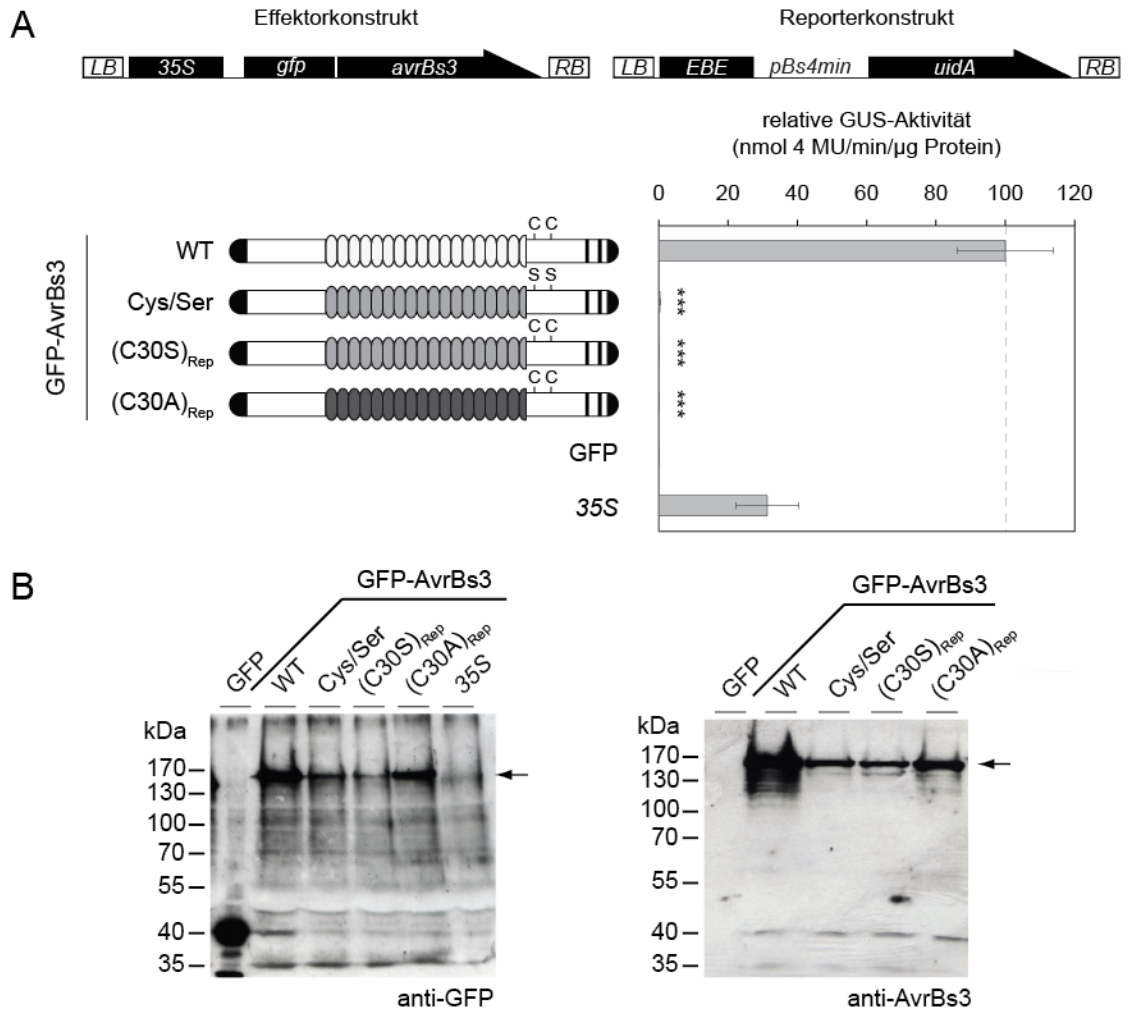 A
Effektorkonstrukt
Reporterkonstrukt
LB 35S gfp avrBs3 RB
LB EBE pBs4min uidA RB
relative GUS-Aktivität
(nmol 4 MU/min/µg Protein)
0 20 40 60 80 100 120
GFP-AvrBs3
C C
WT
S S
Cys/Ser
***
C C
(C30S)Rep
***
C C
(C30A)Rep
***
GFP
35S
B
GFP-AvrBs3
GFP WT Cys/Ser (C30S)Rep (C30A)Rep 35S
kDa
170
130
100
70
55
40
35
anti-GFP
GFP-AvrBs3
GFP WT Cys/Ser (C30S)Rep (C30A)Rep
kDa
170
130
100
70
55
40
35
anti-AvrBs3